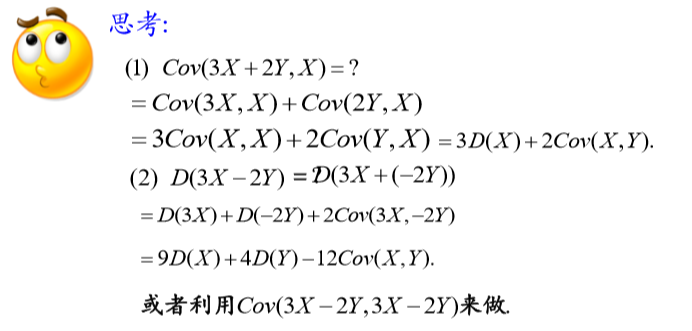 思考:
(1) Cov(3X+2Y,X)=?
=Cov(3X,X)+Cov(2Y,X)
=3Cov(X,X)+2Cov(Y,X)=3D(X)+2Cov(X,Y).
(2) D(3X-2Y)=D(3X+(-2Y))
=D(3X)+D(-2Y)+2Cov(3X,-2Y)
=9D(X)+4D(Y)-12Cov(X,Y).
或者利用Cov(3X-2Y,3X-2Y)来做.